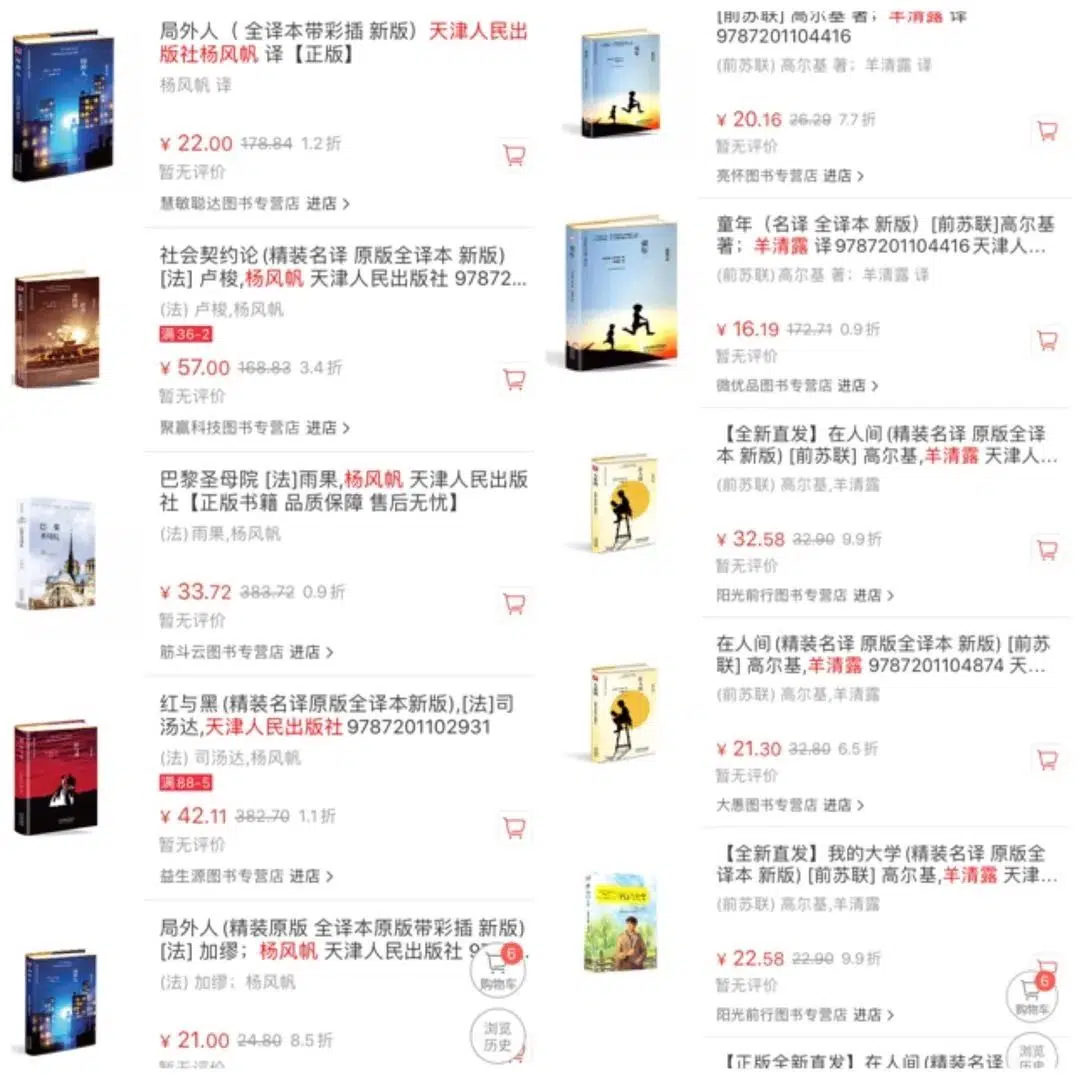 局外人（ 全译本带彩插 新版）天津人民出
版社杨风帆 译【正版】
杨风帆 译
¥ 22.00 178.84 1.2折
暂无评价
慧敏聪达图书专营店 进店 >
社会契约论(精装名译 原版全译本 新版)
[法] 卢梭,杨风帆 天津人民出版社 97872...
(法) 卢梭,杨风帆
满36-2
¥ 57.00 168.83 3.4折
暂无评价
聚赢科技图书专营店 进店 >
巴黎圣母院 [法]雨果,杨风帆 天津人民出版
社【正版书籍 品质保障 售后无忧】
(法) 雨果,杨风帆
¥ 33.72 383.72 0.9折
暂无评价
筋斗云图书专营店 进店 >
红与黑(精装名译原版全译本新版),[法]司
汤达,天津人民出版社 9787201102931
(法) 司汤达,杨风帆
满88-5
¥ 42.11 382.70 1.1折
暂无评价
益生源图书专营店 进店 >
局外人(精装原版 全译本原版带彩插 新版)
[法] 加缪；杨风帆 天津人民出版社 9
(法) 加缪；杨风帆
¥ 21.00 24.80 8.5折
暂无评价
6
购物车
浏览
历史
[前苏联] 高尔基 著；羊清露 译
9787201104416
(前苏联) 高尔基 著；羊清露 译
¥ 20.16 26.29 7.7折
暂无评价
亮怀图书专营店 进店 >
童年（名译 全译本 新版）[前苏联]高尔基
著；羊清露 译9787201104416天津人...
(前苏联)高尔基 著；羊清露 译
¥ 16.19 172.71 0.9折
暂无评价
微优品图书专营店 进店 >
【全新直发】在人间(精装名译 原版全译
本 新版) [前苏联] 高尔基,羊清露 天津人...
(前苏联) 高尔基,羊清露
¥ 32.58 32.90 9.9折
暂无评价
阳光前行图书专营店 进店 >
在人间(精装名译 原版全译本 新版) [前苏
联] 高尔基,羊清露 9787201104874 天...
(前苏联) 高尔基,羊清露
¥ 21.30 32.80 6.5折
暂无评价
大愚图书专营店 进店 >
【全新直发】我的大学(精装名译 原版全
译本 新版) [前苏联] 高尔基,羊清露 天津...
(前苏联) 高尔基,羊清露
¥ 22.58 22.90 9.9折
暂无评价
阳光前行图书专营店 进店 >
6
购物车
【正版全新直发】在人间(精装名译
浏览
历史